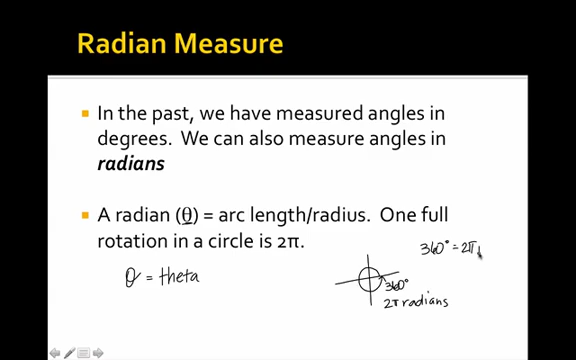 Radian Measure
In the past, we have measured angles in
degrees. We can also measure angles in
radians
A radian (θ) = arc length/radius. One full
rotation in a circle is 2π.
θ = theta
360° = 2π
360°
2π radians